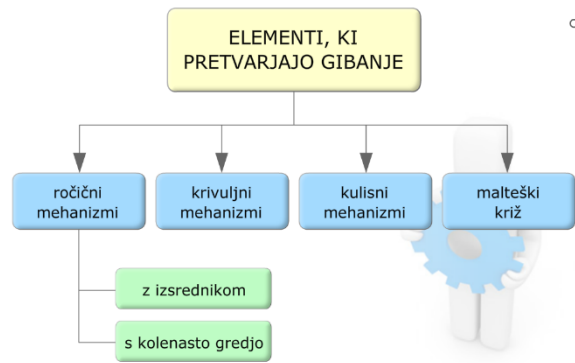 ELEMENTI, KI
PRETVARJAJO GIBANJE
ročični
mehanizmi
krivuljni
mehanizmi
kulisni
mehanizmi
malteški
križ
z izsrednikom
s kolenasto gredjo